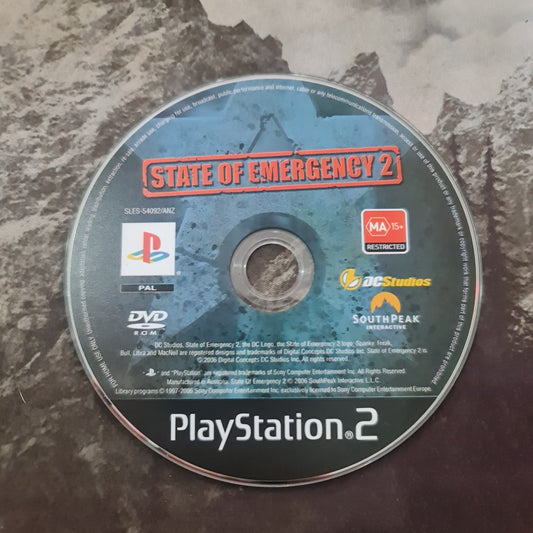 STATE OF EMERGENCY 2
SLES-54092/ANZ
MA 15+
RESTRICTED
PAL
DVD
ROM
DC Studios
SOUTHPEAK
INTERACTIVE
DC Studios, State of Emergency 2, the DC Logo, the State of Emergency 2 logo, Spanky, Freak,
Bull, Libra and MacNeil are registered designs and trademarks of Digital Concepts DC Studios Inc. State of Emergency 2 is
© 2006 Digital Concepts DC Studios Inc. All Rights Reserved.
and "PlayStation" are registered trademarks of Sony Computer Entertainment Inc. All Rights Reserved.
Manufactured in Australia. State Of Emergency 2 © 2006 SouthPeak Interactive L.L.C.
Library programs © 1997-2006 Sony Computer Entertainment Inc. exclusively licensed to Sony Computer Entertainment Europe.
PlayStation 2